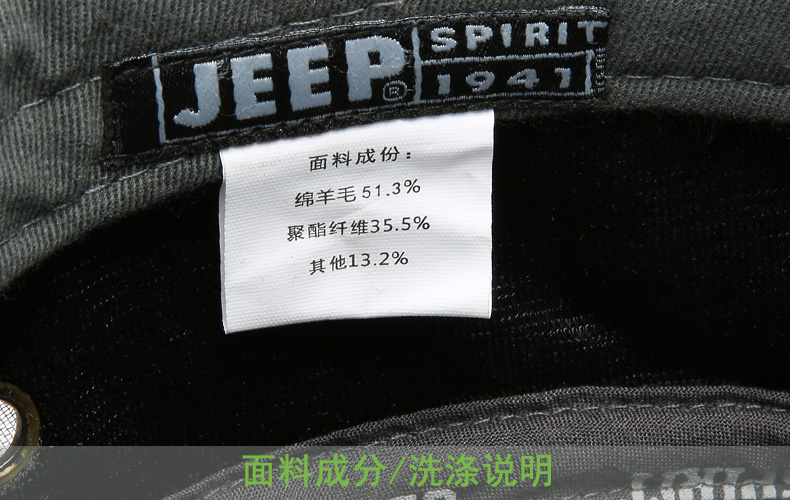 JEEP®
SPIRIT
1941
面料成份：
绵羊毛51.3%
聚酯纤维35.5%
其他13.2%
面料成分/洗涤说明